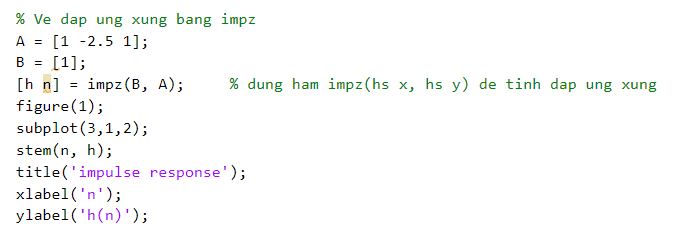 % Ve dap ung xung bang impz
A = [1 -2.5 1];
B = [1];
[h n] = impz(B, A);     % dung ham impz(hs x, hs y) de tinh dap ung xung
figure(1);
subplot(3,1,2);
stem(n, h);
title('impulse response');
xlabel('n');
ylabel('h(n)');